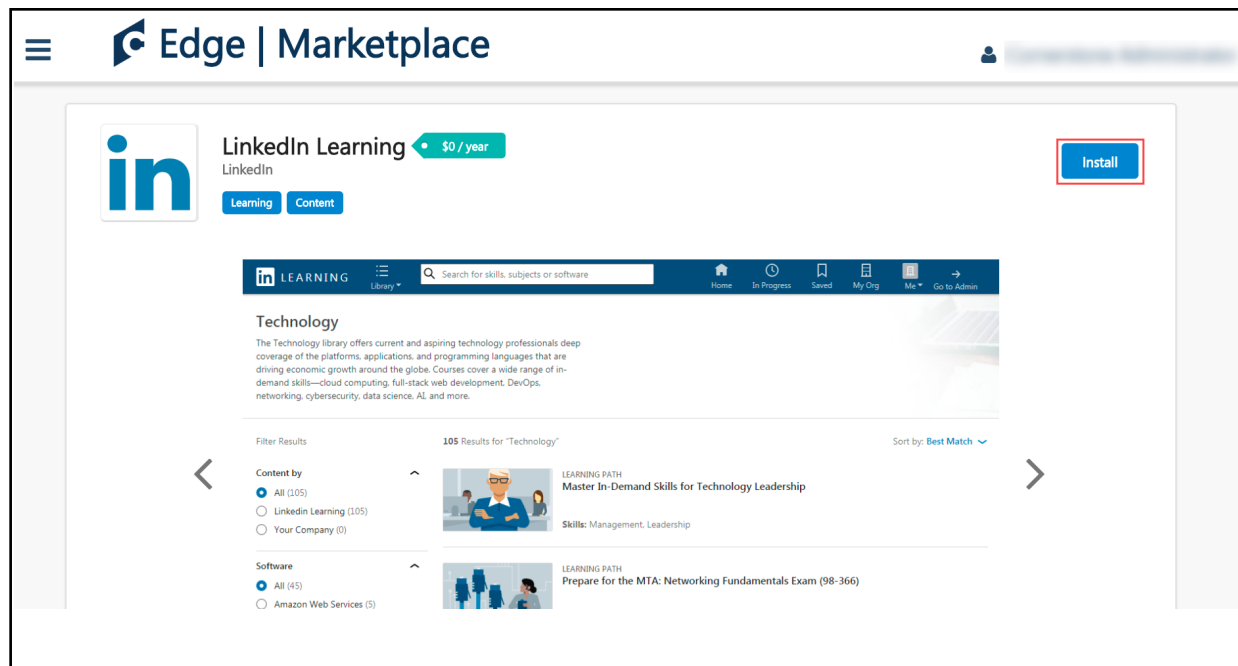 Edge | Marketplace
LinkedIn Learning
$0 / year
LinkedIn
Learning
Content
Install
in LEARNING
Library
Search for skills, subjects or software
Home
In Progress
Saved
My Org
Me
Go to Admin
Technology
The Technology library offers current and aspiring technology professionals deep
coverage of the platforms, applications, and programming languages that are
driving economic growth around the globe. Courses cover a wide range of in-
demand skills—cloud computing, full-stack web development, DevOps,
networking, cybersecurity, data science, AI, and more.
Filter Results
105 Results for "Technology"
Sort by: Best Match
Content by
All (105)
Linkedin Learning (105)
Your Company (0)
LEARNING PATH
Master In-Demand Skills for Technology Leadership
Skills: Management, Leadership
Software
All (45)
Amazon Web Services (5)
LEARNING PATH
Prepare for the MTA: Networking Fundamentals Exam (98-366)